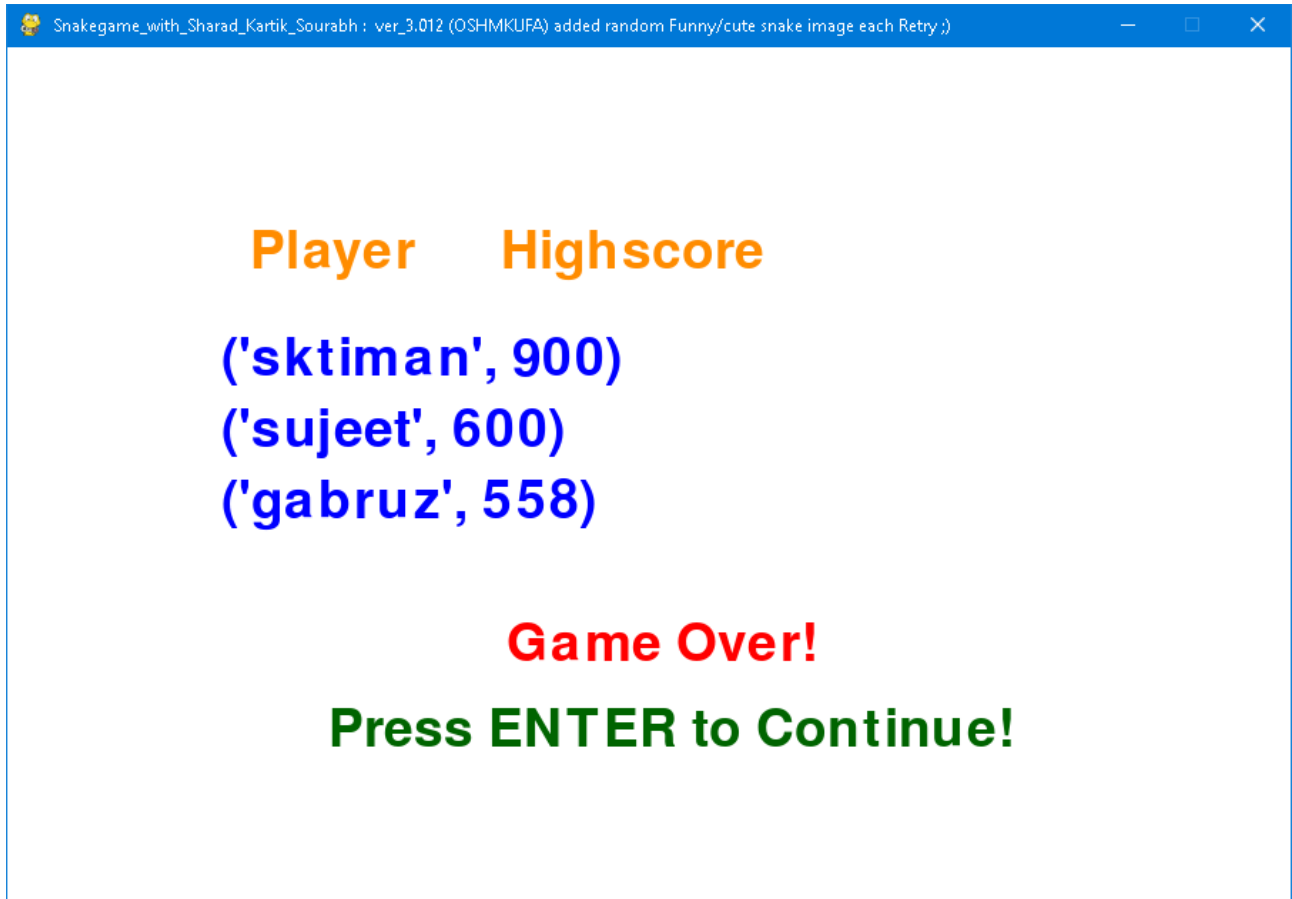 Snakegame_with_Sharad_Kartik_Sourabh : ver_3.012 (OSHMKUFA) added random Funny/cute snake image each Retry ;)
Player Highscore
('sktiman', 900)
('sujeet', 600)
('gabruz', 558)
Game Over!
Press ENTER to Continue!